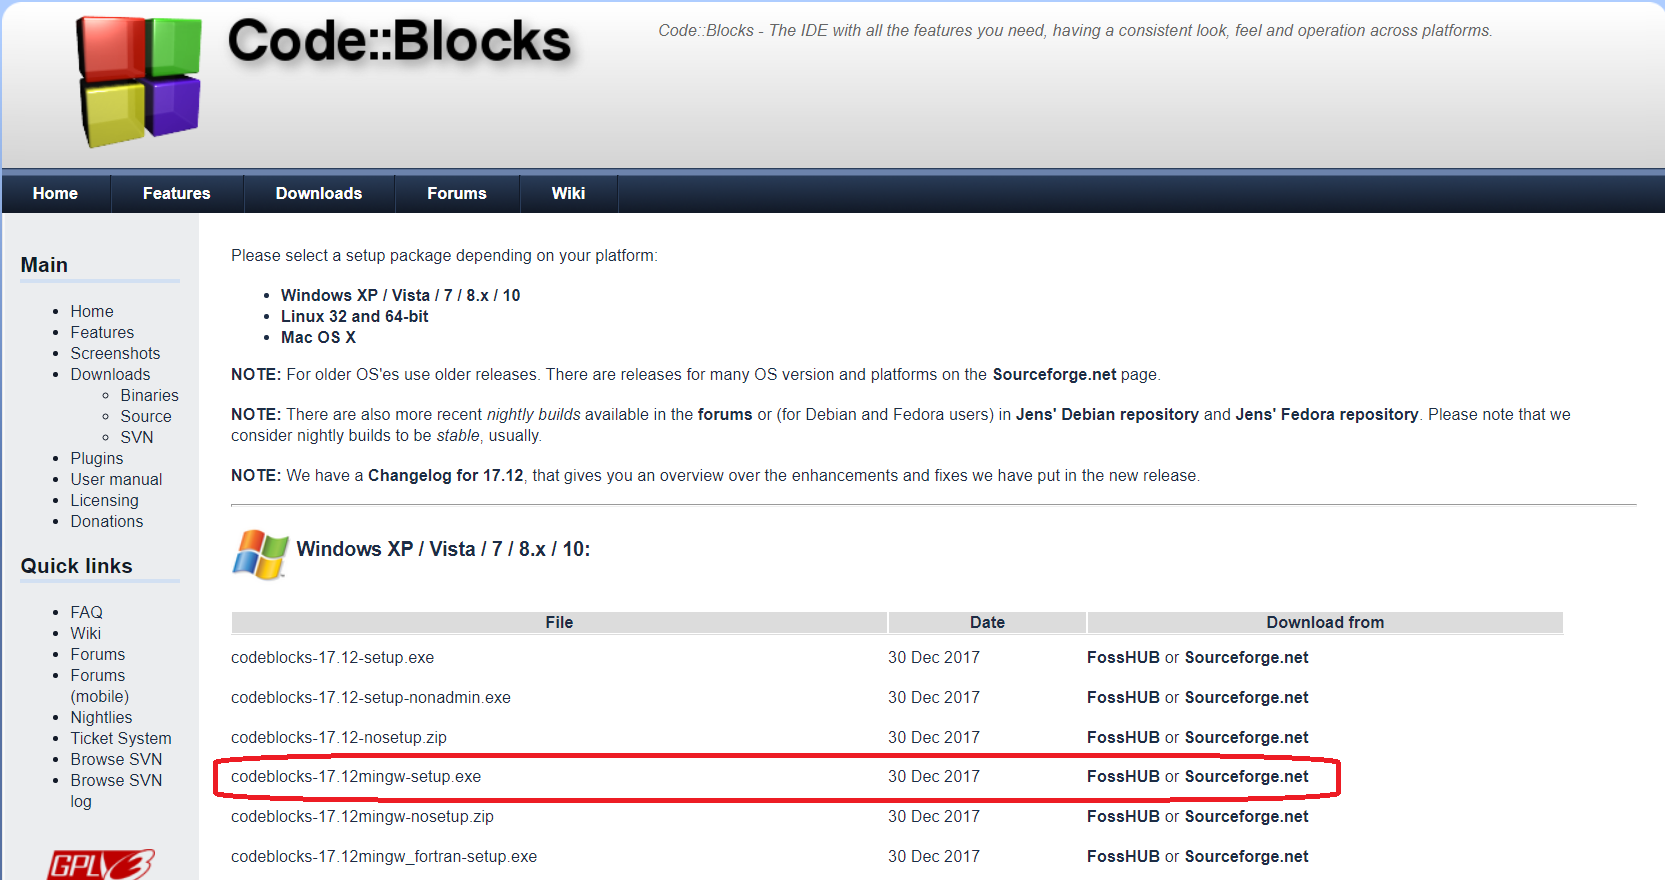 Code::Blocks
Code::Blocks - The IDE with all the features you need, having a consistent look, feel and operation across platforms.
Home Features Downloads Forums Wiki
Main
Home
Features
Screenshots
Downloads
Binaries
Source
SVN
Plugins
User manual
Licensing
Donations
Quick links
FAQ
Wiki
Forums
Forums
(mobile)
Nightlies
Ticket System
Browse SVN
Browse SVN
log
GPLv3
Please select a setup package depending on your platform:
Windows XP / Vista / 7 / 8.x / 10
Linux 32 and 64-bit
Mac OS X
NOTE: For older OS'es use older releases. There are releases for many OS version and platforms on the Sourceforge.net page.
NOTE: There are also more recent nightly builds available in the forums or (for Debian and Fedora users) in Jens' Debian repository and Jens' Fedora repository. Please note that we
consider nightly builds to be stable, usually.
NOTE: We have a Changelog for 17.12, that gives you an overview over the enhancements and fixes we have put in the new release.
Windows XP / Vista / 7 / 8.x / 10:
File Date Download from
codeblocks-17.12-setup.exe 30 Dec 2017 FossHUB or Sourceforge.net
codeblocks-17.12-setup-nonadmin.exe 30 Dec 2017 FossHUB or Sourceforge.net
codeblocks-17.12-nosetup.zip 30 Dec 2017 FossHUB or Sourceforge.net
codeblocks-17.12mingw-setup.exe 30 Dec 2017 FossHUB or Sourceforge.net
codeblocks-17.12mingw-nosetup.zip 30 Dec 2017 FossHUB or Sourceforge.net
codeblocks-17.12mingw_fortran-setup.exe 30 Dec 2017 FossHUB or Sourceforge.net